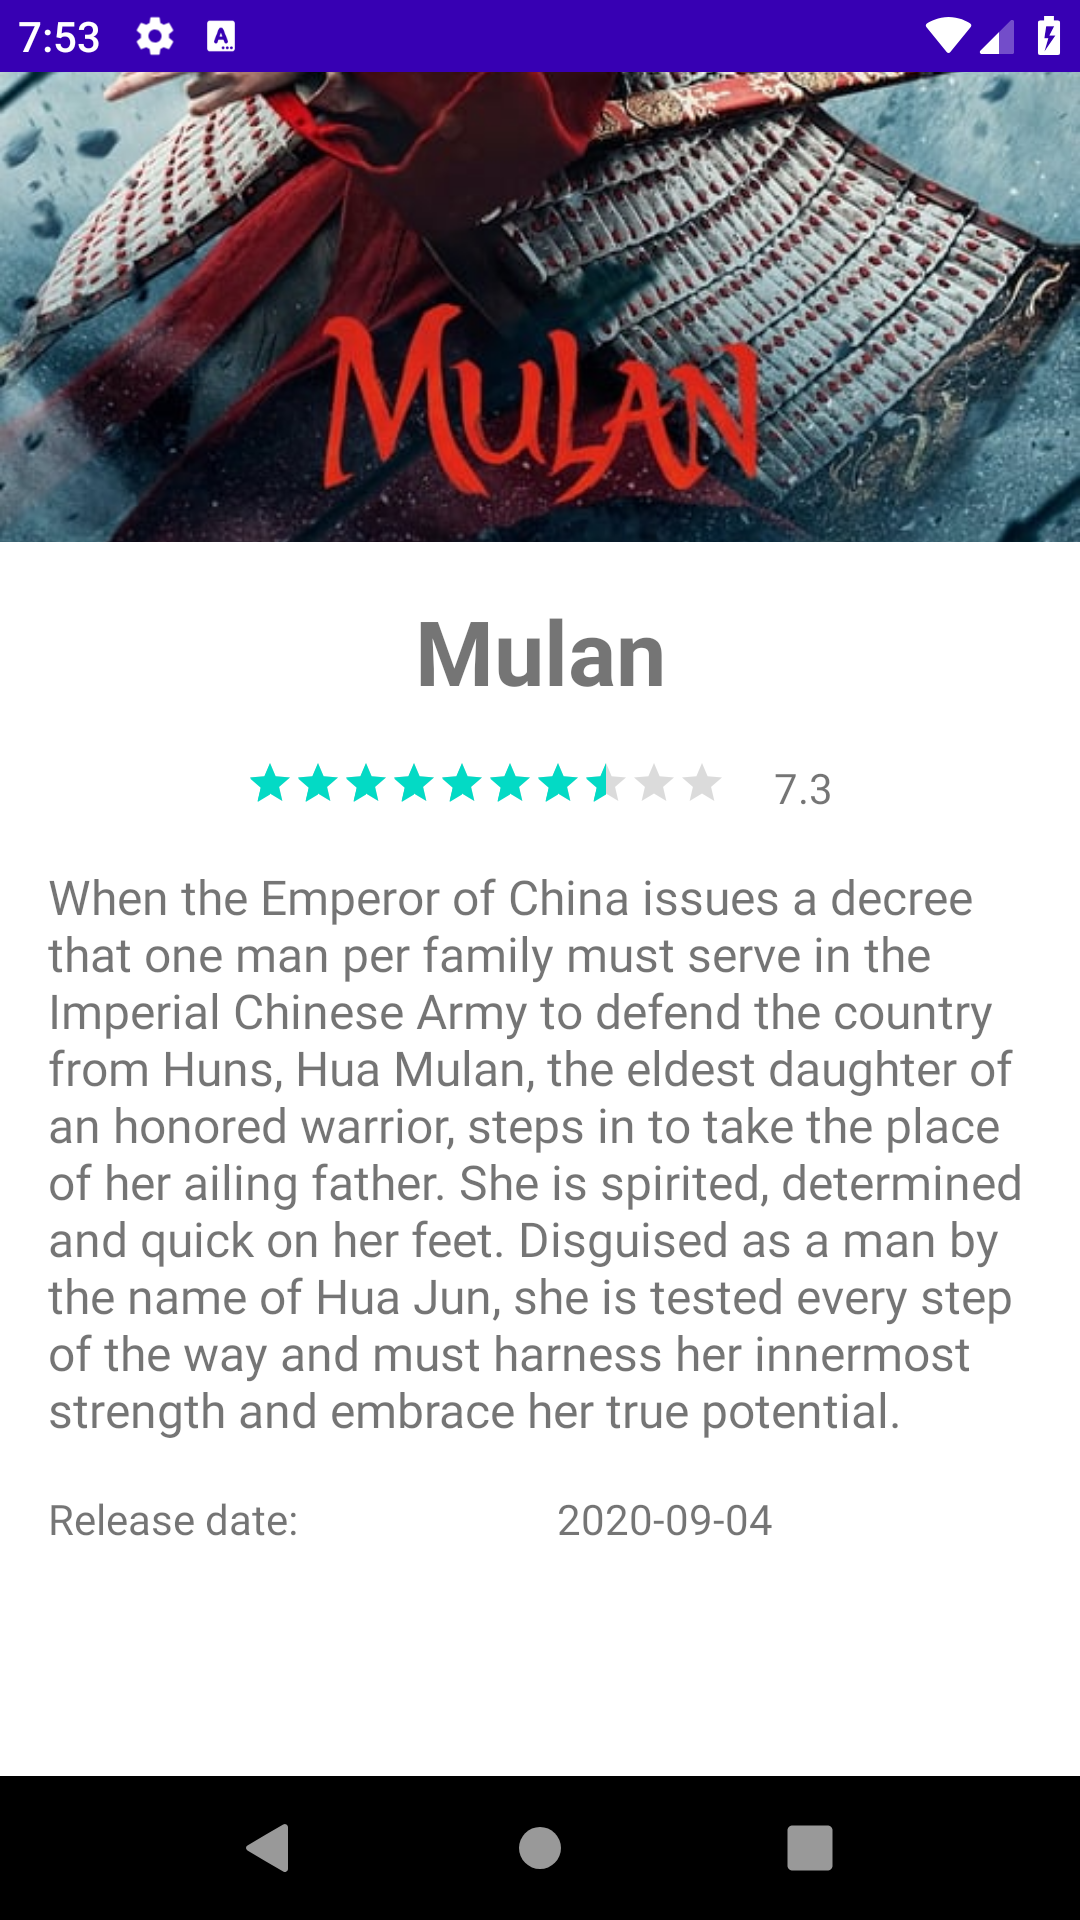 7:53
MULAN
Mulan
7.3
When the Emperor of China issues a decree
that one man per family must serve in the
Imperial Chinese Army to defend the country
from Huns, Hua Mulan, the eldest daughter of
an honored warrior, steps in to take the place
of her ailing father. She is spirited, determined
and quick on her feet. Disguised as a man by
the name of Hua Jun, she is tested every step
of the way and must harness her innermost
strength and embrace her true potential.
Release date: 2020-09-04